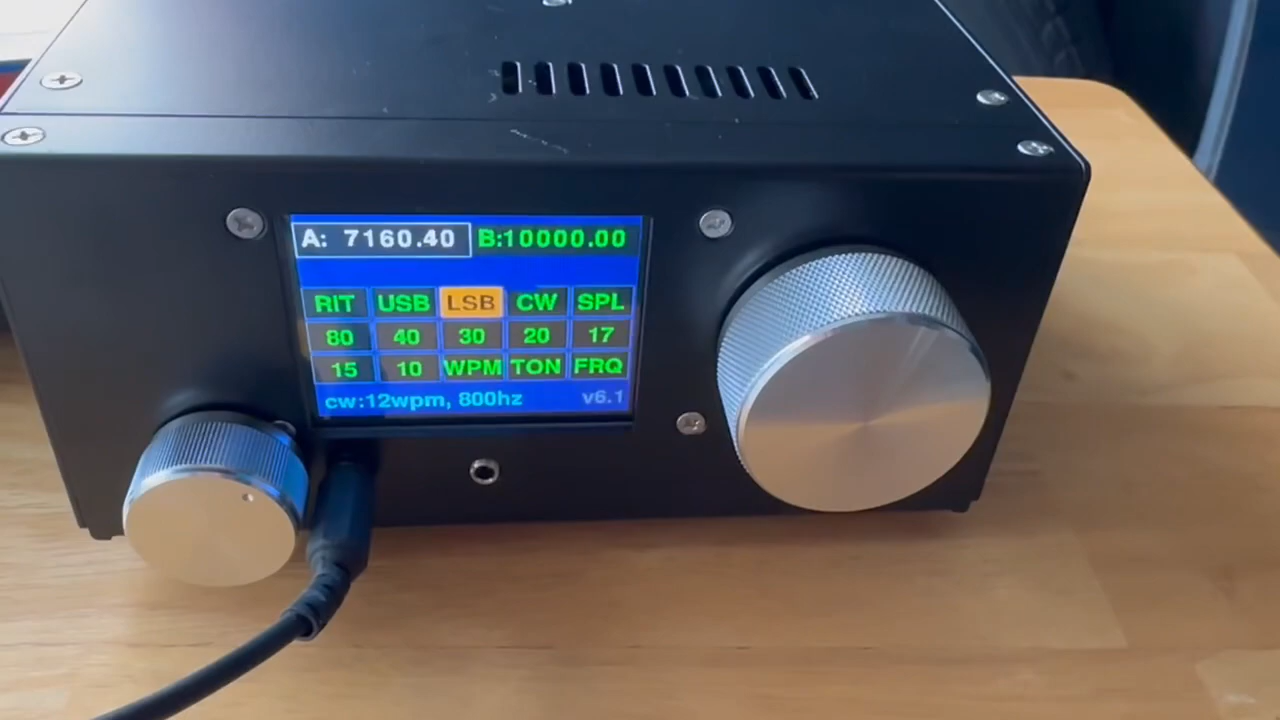 A: 7160.40 B:10000.00
RIT USB LSB CW SPL
80 40 30 20 17
15 10 WPM TON FRQ
cw:12wpm, 800hz v6.1